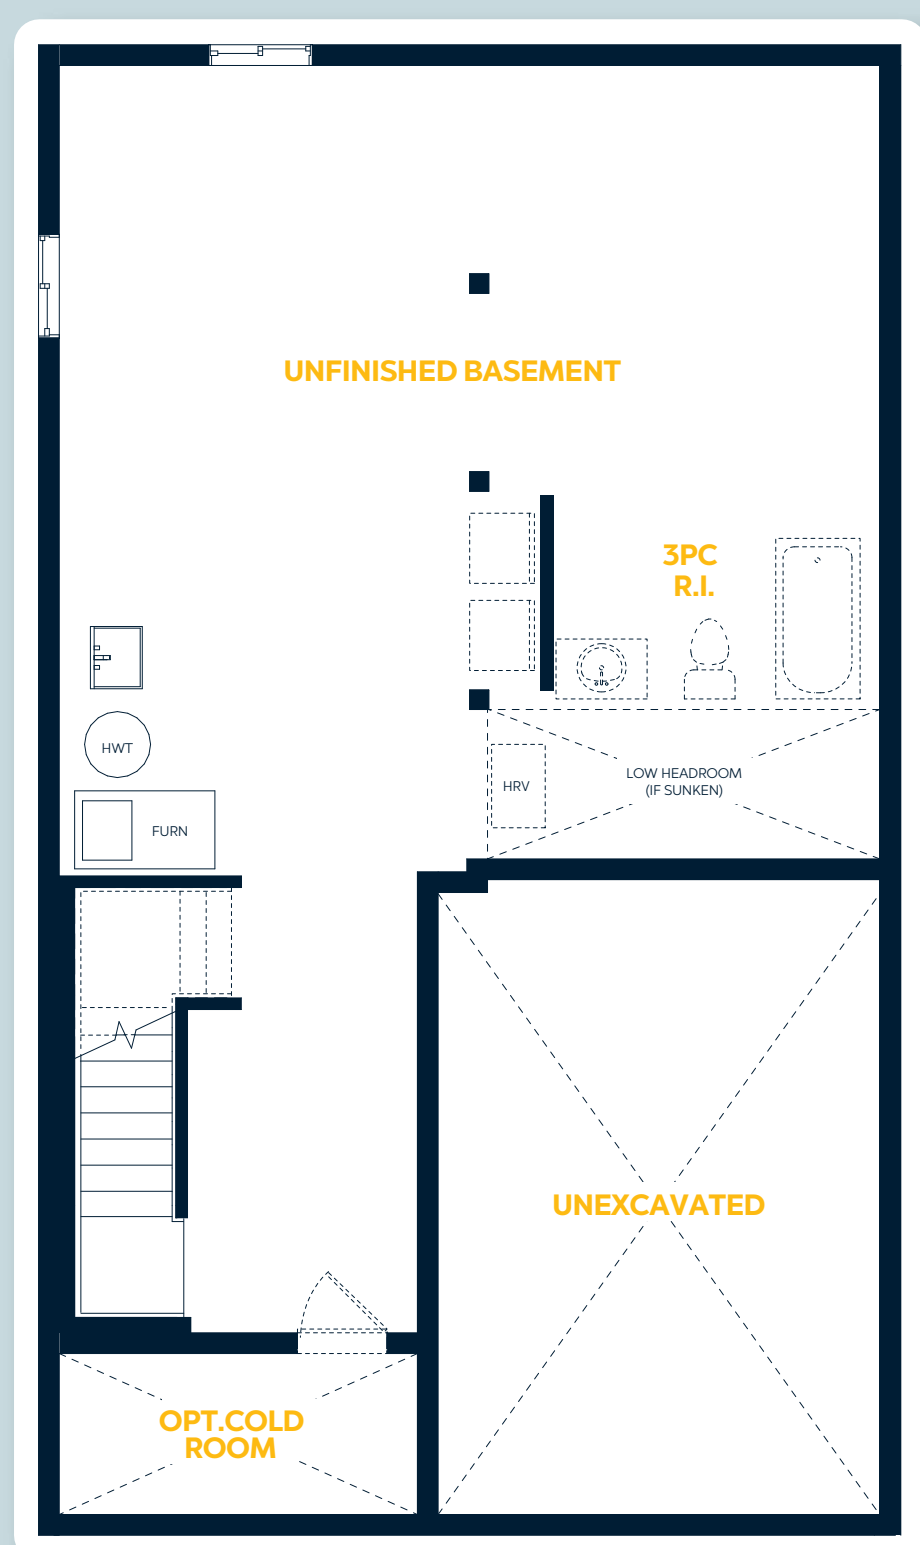 UNFINISHED BASEMENT
3PC
R.I.
HWT
LOW HEADROOM
(IF SUNKEN)
HRV
FURN
UNEXCAVATED
OPT.COLD
ROOM